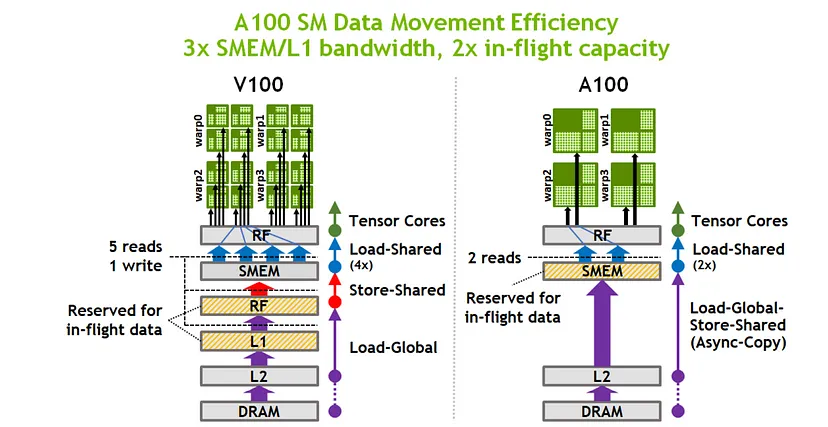 A100 SM Data Movement Efficiency
3x SMEM/L1 bandwidth, 2x in-flight capacity
V100
warp0
warp1
warp2
warp3
RF
SMEM
RF
L1
L2
DRAM
5 reads
1 write
Reserved for
in-flight data
Tensor Cores
Load-Shared
(4x)
Store-Shared
Load-Global
A100
warp0
warp1
warp2
warp3
RF
SMEM
L2
DRAM
2 reads
Reserved for
in-flight data
Tensor Cores
Load-Shared
(2x)
Load-Global-
Store-Shared
(Async-Copy)